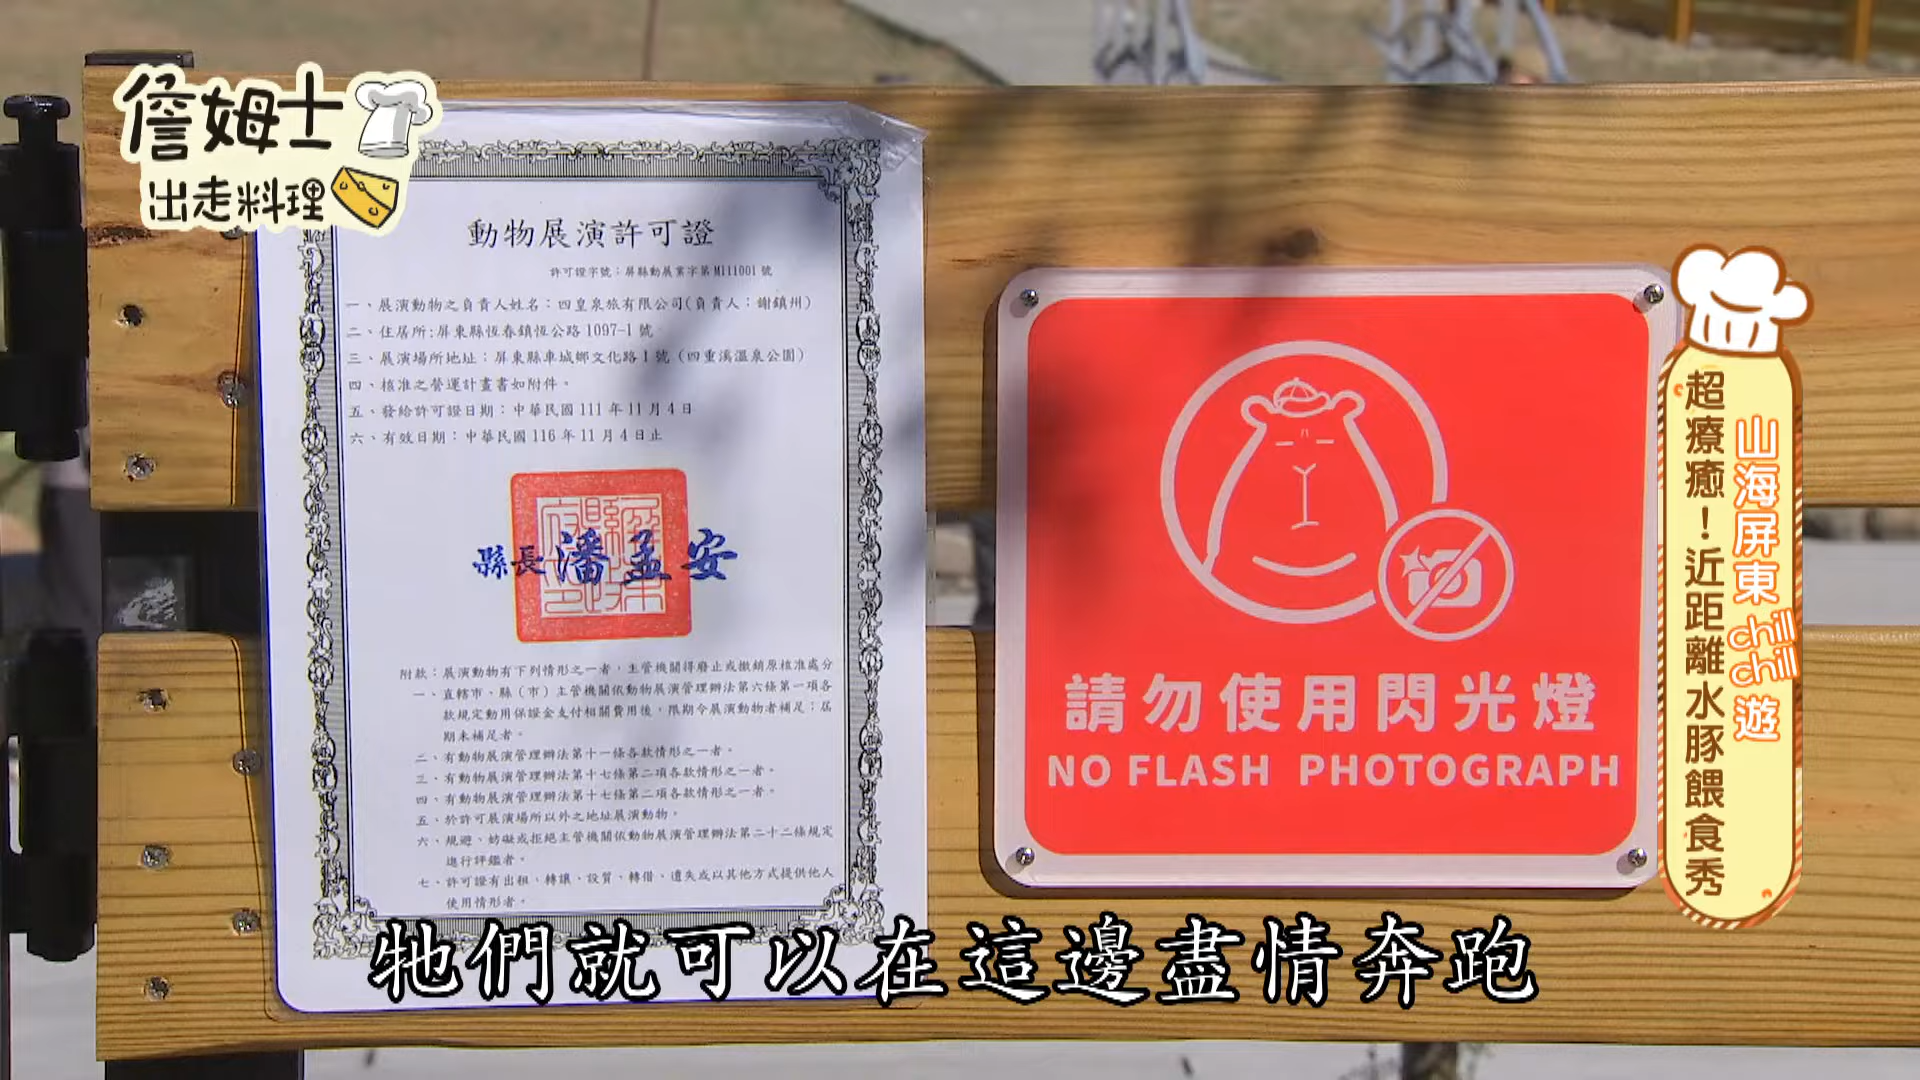 詹姆士
出走料理
動物展演許可證
許可證字號：屏縣動展業字第M111001號
一、展演動物之負責人姓名：四皇泉旅有限公司(負責人：謝鎮州)
二、住居所:屏東縣恆春鎮恆公路1097-1號
三、展演場所地址：屏東縣車城鄉文化路1號（四重溪溫泉公園）
四、核准之營運計畫書如附件。
五、發給許可證日期：中華民國111年11月4日
六、有效日期：中華民國116年11月4日止
縣長潘孟安
附款：展演動物有下列情形之一者，主管機關得廢止或撤銷原核准處分
一、直轄市、縣（市）主管機關依動物展演管理辦法第六條第一項各
款規定動用保證金支付相關費用後，限期令展演動物者補足；屆
期未補足者。
二、有動物展演管理辦法第十一條各款情形之一者。
三、有動物展演管理辦法第十七條第二項各款情形之一者。
四、有動物展演管理辦法第十七條第二項各款情形之一者。
五、於許可展演場所以外之地址展演動物。
六、規避、妨礙或拒絕主管機關依動物展演管理辦法第二十二條規定
進行評鑑者。
七、許可證有出租、轉讓、設質、轉借、遺失或以其他方式提供他人
使用情形者。
請勿使用閃光燈
NO FLASH PHOTOGRAPH
山海屏東chill chill遊
超療癒！近距離水豚餵食秀
牠們就可以在這邊盡情奔跑